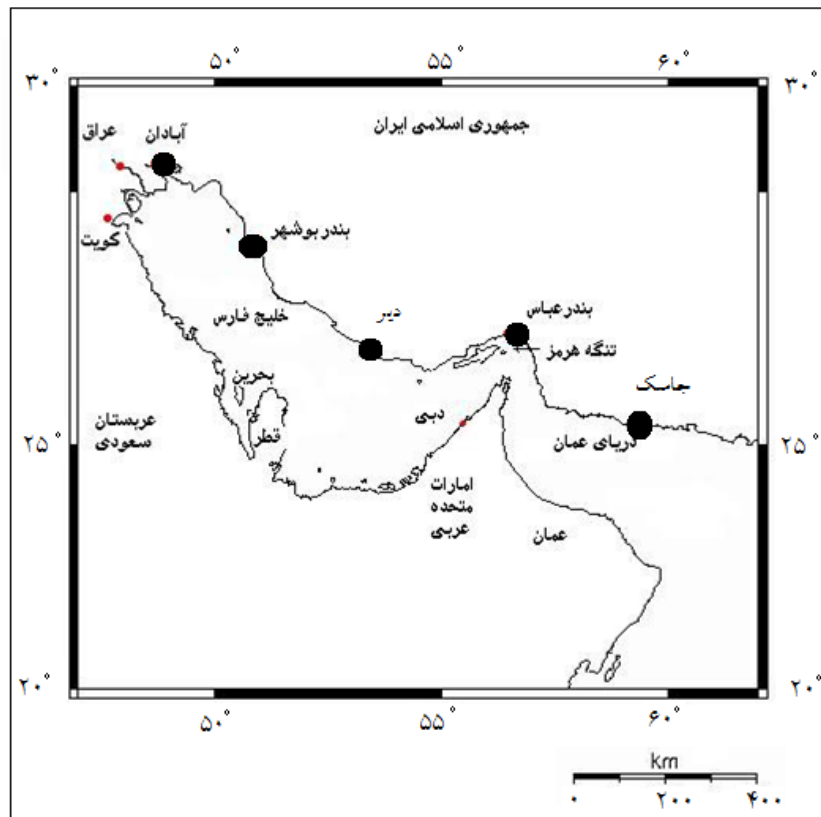 ۵۰° ۵۵° ۶۰°
۳۰° ۳۰°
جمهوری اسلامی ایران
عراق
آبادان
کویت
بندر بوشهر
خلیج فارس
دیر
بندرعباس
تنگه هرمز
جاسک
بحرین
قطر
دبی
دریای عمان
عربستان
سعودی
۲۵° ۲۵°
امارات
متحده
عربی
عمان
۲۰° ۲۰°
۵۰° ۵۵° ۶۰°
km
۰ ۲۰۰ ۴۰۰